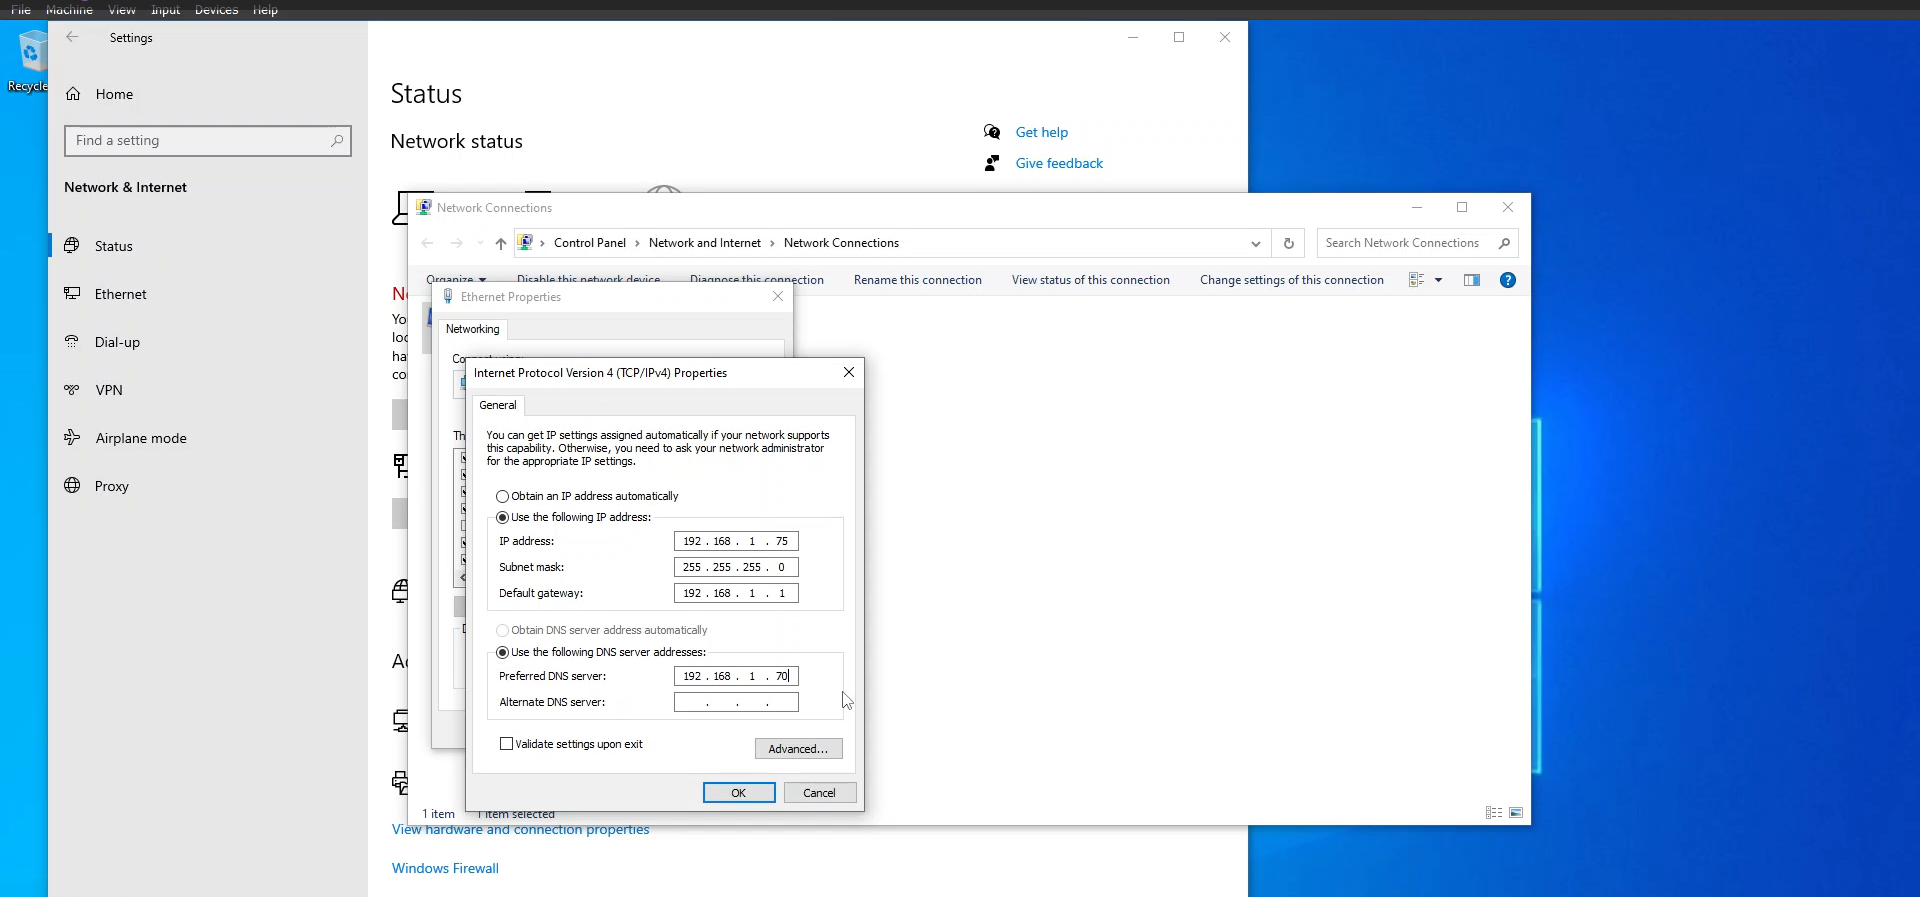 File Machine View Input Devices Help
Recycle
Settings
Home
Find a setting
Network & Internet
Status
Ethernet
Dial-up
VPN
Airplane mode
Proxy
Status
Network status
Get help
Give feedback
Network Connections
Control Panel Network and Internet Network Connections
Search Network Connections
Organize Disable this network device Diagnose this connection Rename this connection View status of this connection Change settings of this connection
Ethernet Properties
Networking
Internet Protocol Version 4 (TCP/IPv4) Properties
General
You can get IP settings assigned automatically if your network supports
this capability. Otherwise, you need to ask your network administrator
for the appropriate IP settings.
Obtain an IP address automatically
Use the following IP address:
IP address: 192 . 168 . 1 . 75
Subnet mask: 255 . 255 . 255 . 0
Default gateway: 192 . 168 . 1 . 1
Obtain DNS server address automatically
Use the following DNS server addresses:
Preferred DNS server: 192 . 168 . 1 . 70
Alternate DNS server: . . .
Validate settings upon exit
Advanced...
OK Cancel
1 item 1 item selected
View hardware and connection properties
Windows Firewall